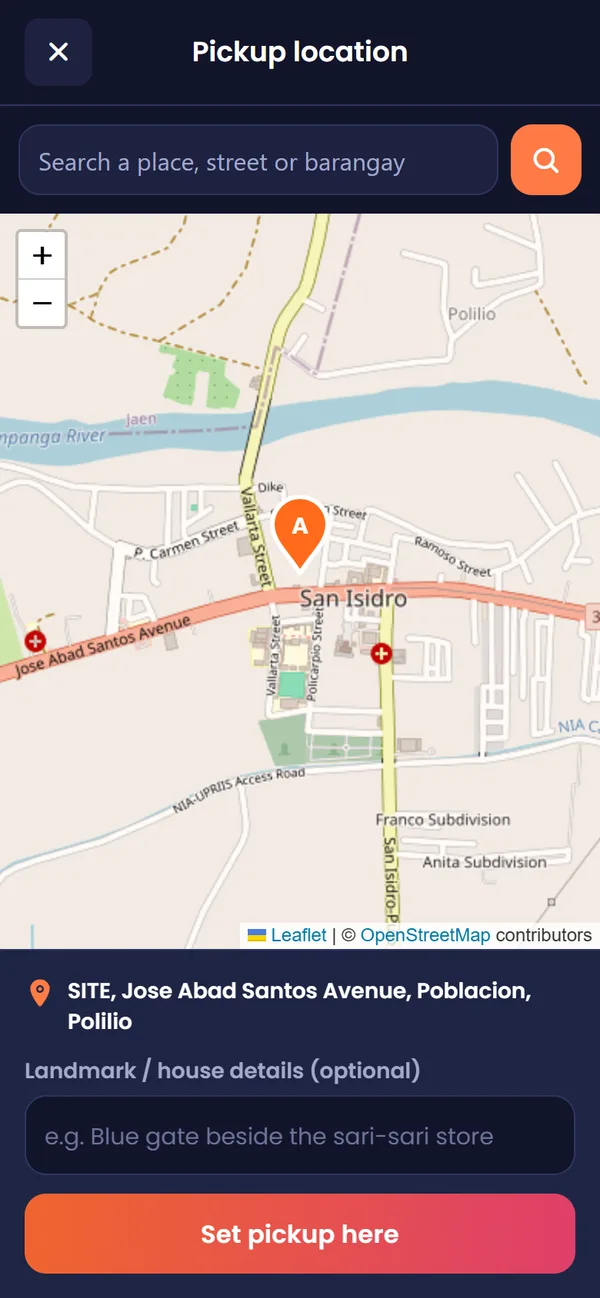 Pickup location
Search a place, street or barangay
+
−
Polilio
Jaen
mpanga River
Dike
Vallarta Street
n Street
A
P. Carmen Street
Ramoso Street
San Isidro
3
Jose Abad Santos Avenue
Vallarta Street
Policarpio Street
NIA C
NIA-UPRIIS Access Road
Franco Subdivision
Anita Subdivision
San Isidro-P
Leaflet | © OpenStreetMap contributors
SITE, Jose Abad Santos Avenue, Poblacion,
Polilio
Landmark / house details (optional)
e.g. Blue gate beside the sari-sari store
Set pickup here